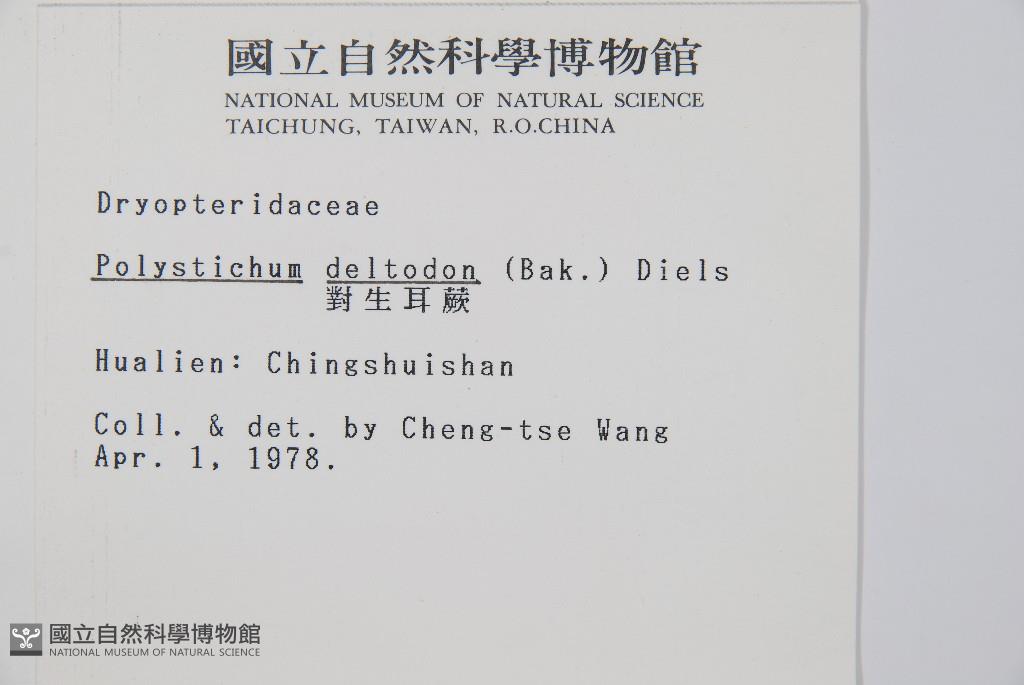 國立自然科學博物館
NATIONAL MUSEUM OF NATURAL SCIENCE
TAICHUNG, TAIWAN, R.O.CHINA
Dryopteridaceae
Polystichum deltodon (Bak.) Diels
對生耳蕨
Hualien: Chingshuishan
Coll. & det. by Cheng-tse Wang
Apr. 1, 1978.
國立自然科學博物館
NATIONAL MUSEUM OF NATURAL SCIENCE